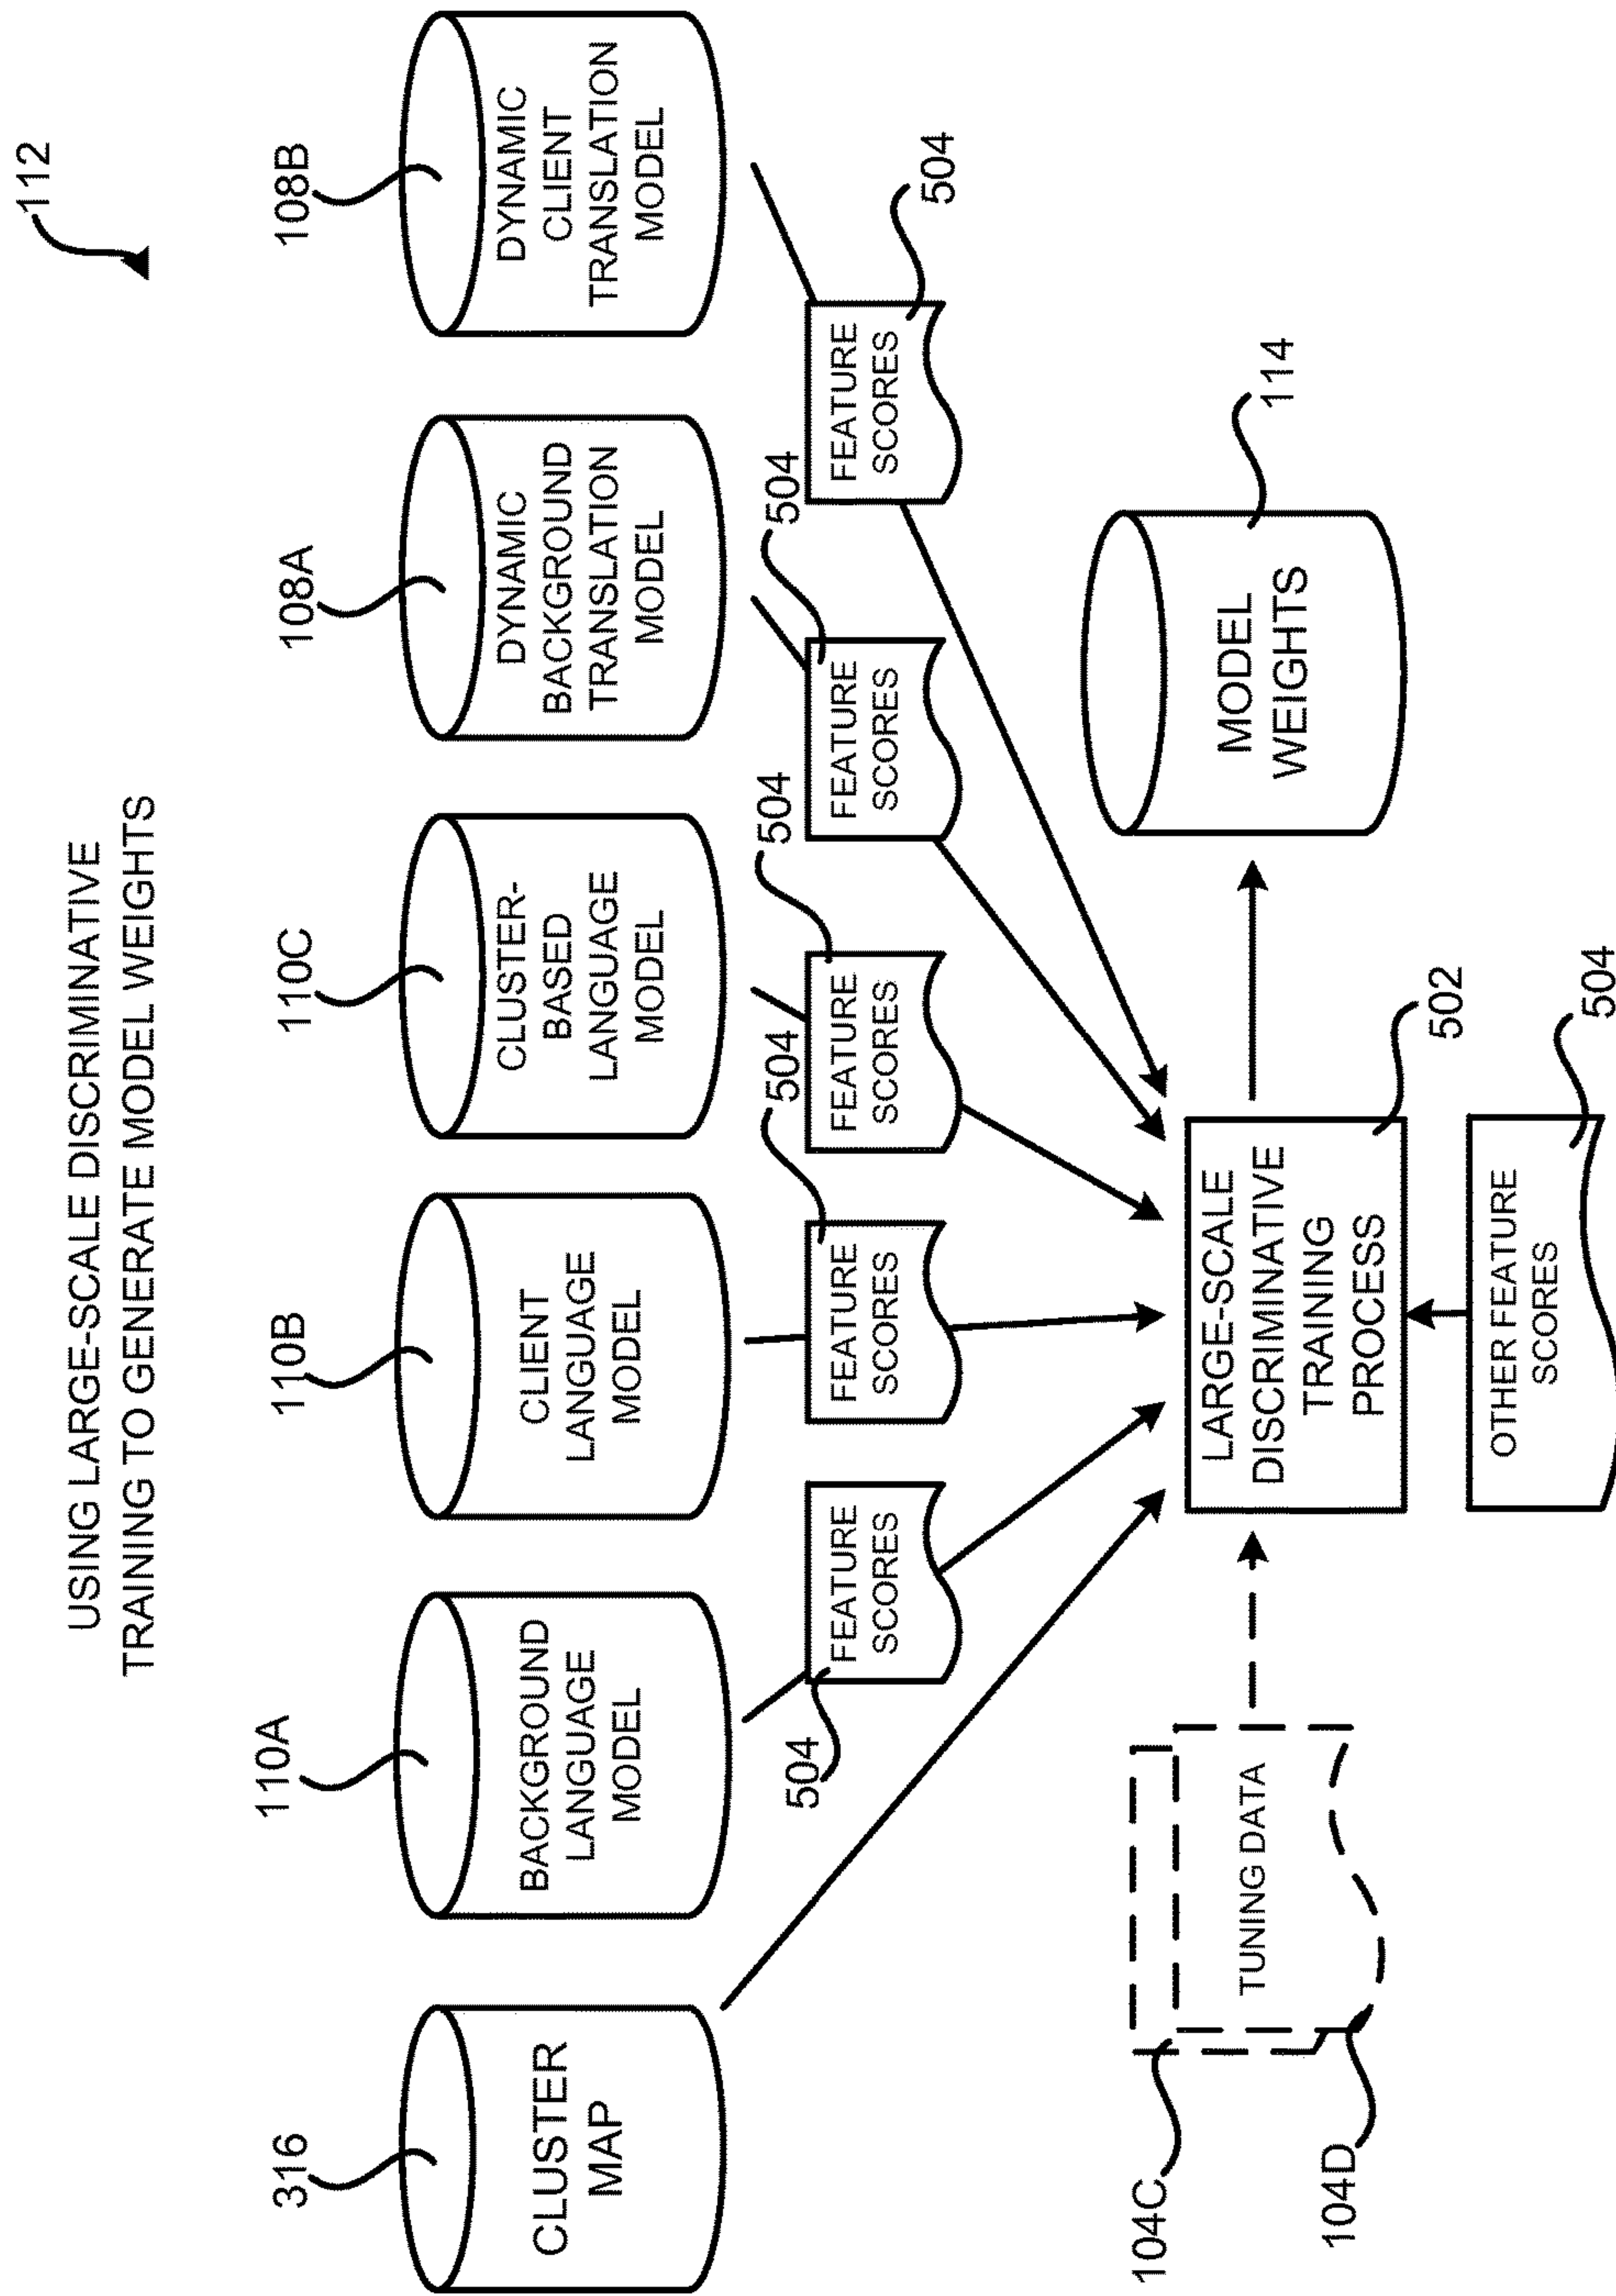 USING LARGE-SCALE DISCRIMINATIVE
TRAINING TO GENERATE MODEL WEIGHTS
112
316
CLUSTER
MAP
110A
BACKGROUND
LANGUAGE
MODEL
110B
CLIENT
LANGUAGE
MODEL
110C
CLUSTER-
BASED
LANGUAGE
MODEL
108A
DYNAMIC
BACKGROUND
TRANSLATION
MODEL
108B
DYNAMIC
CLIENT
TRANSLATION
MODEL
504
FEATURE
SCORES
504
FEATURE
SCORES
504
FEATURE
SCORES
504
FEATURE
SCORES
504
FEATURE
SCORES
104C
TUNING DATA
104D
LARGE-SCALE
DISCRIMINATIVE
TRAINING
PROCESS
502
MODEL
WEIGHTS
114
OTHER FEATURE
SCORES
504